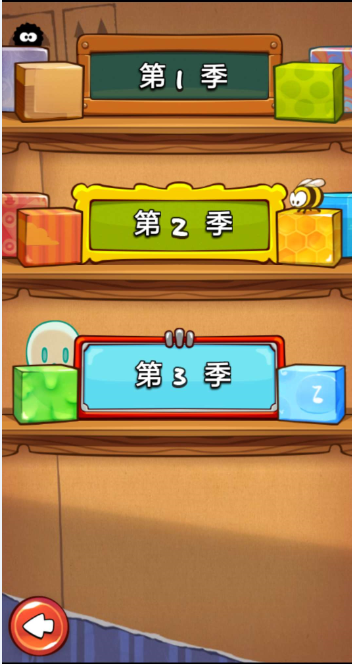 第 1 季
第 2 季
第 3 季